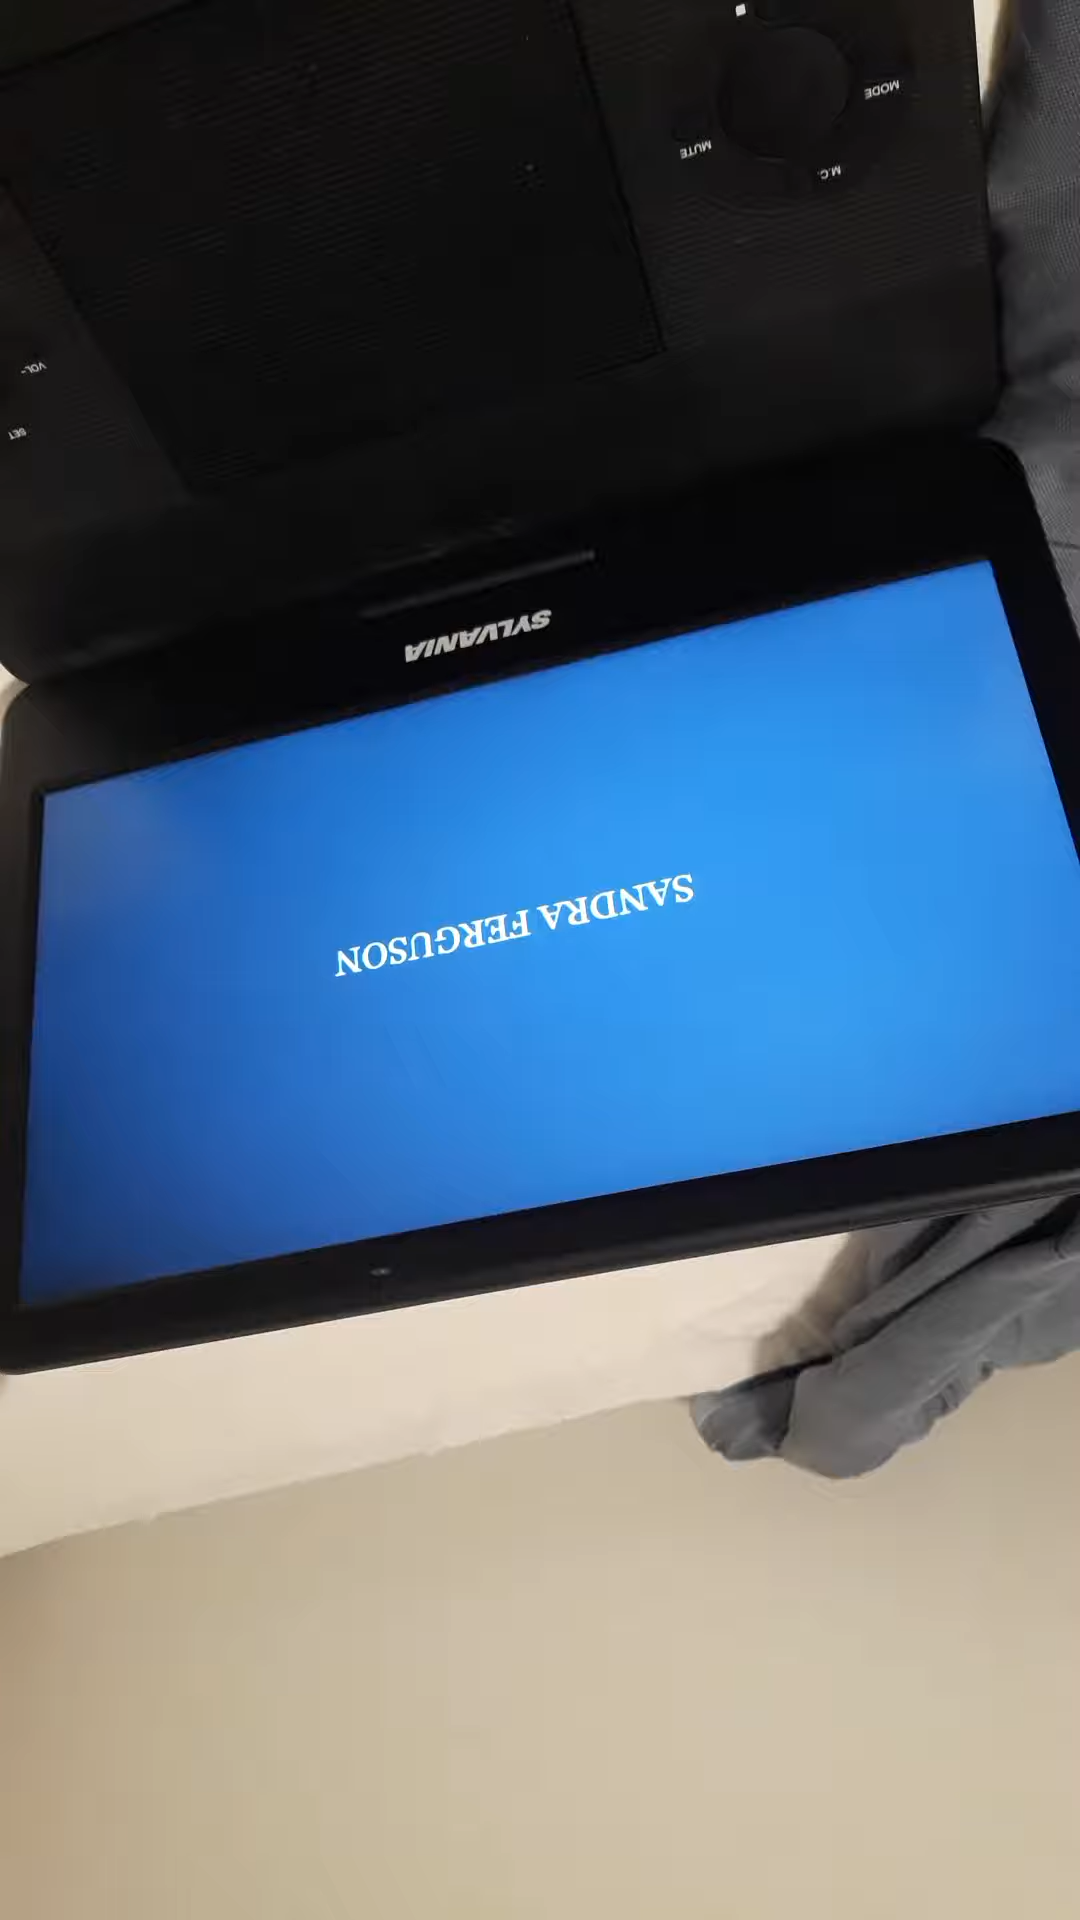 MODE
MUTE
M.C.
VOL-
SET
SYLVANIA
SANDRA FERGUSON